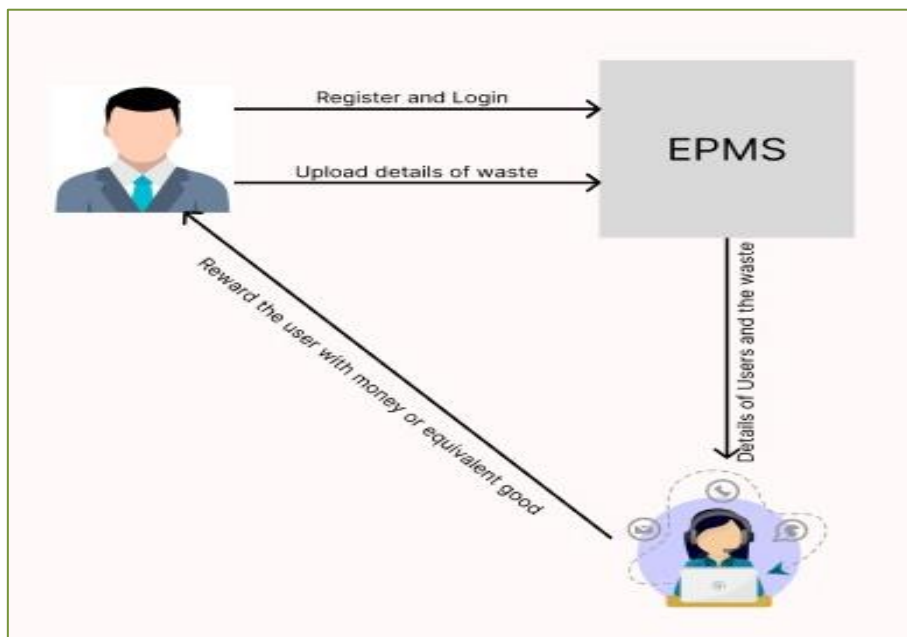 Register and Login
EPMS
Upload details of waste
Details of Users and the waste
Reward the user with money or equivalent good